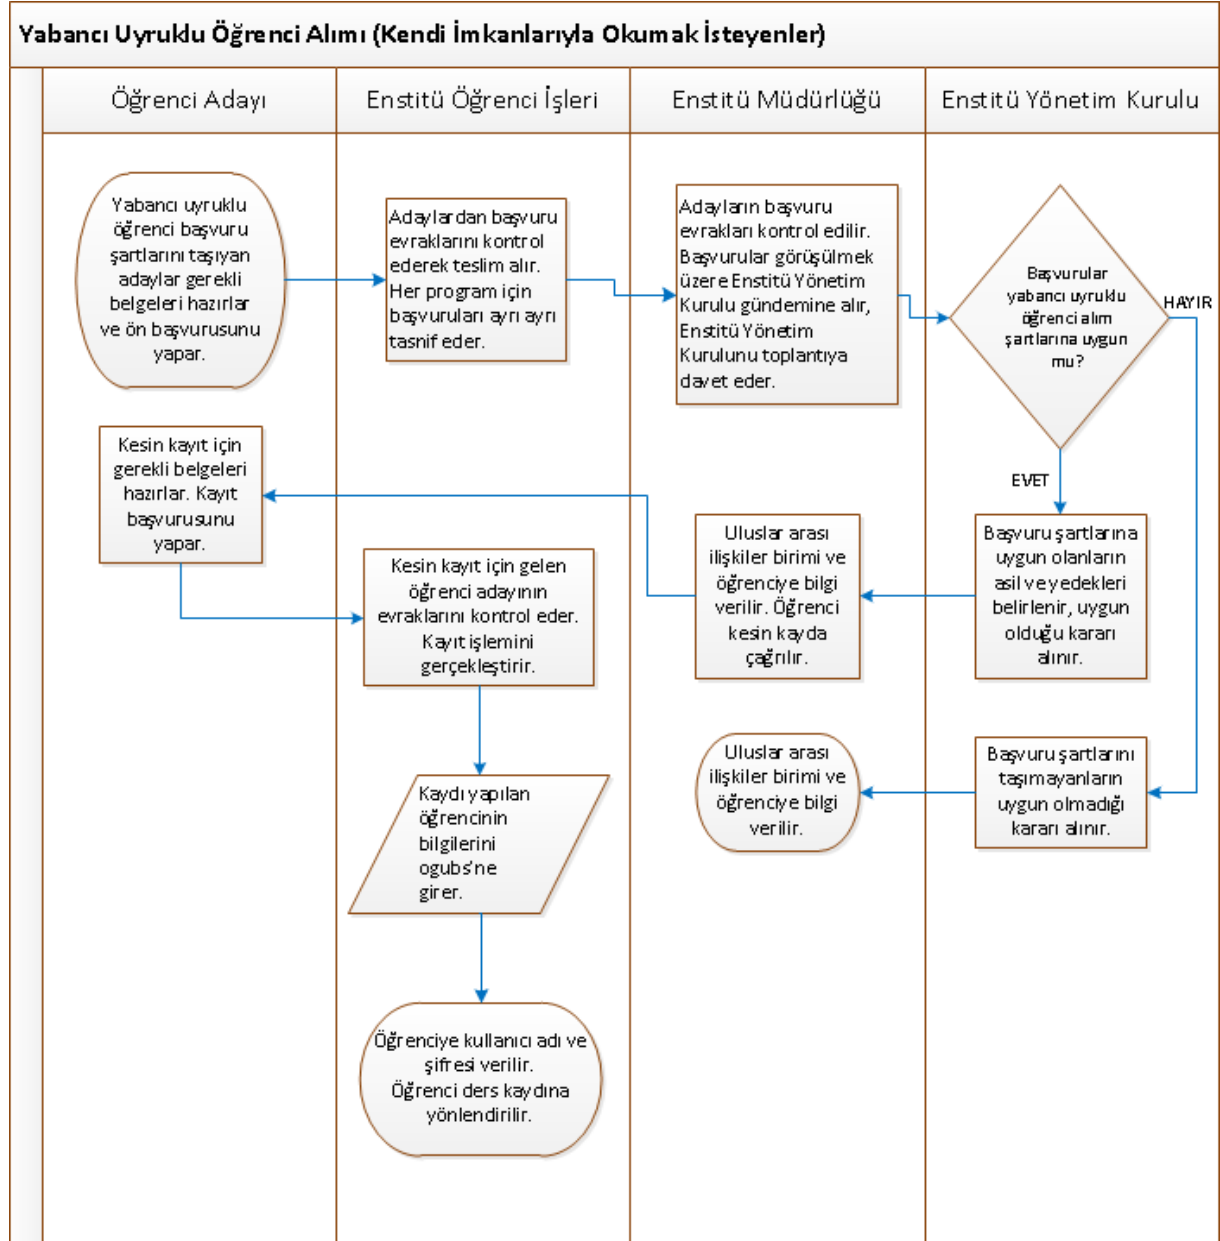 Yabancı Uyruklu Öğrenci Alımı (Kendi İmkanlarıyla Okumak İsteyenler)
Öğrenci Adayı
Enstitü Öğrenci İşleri
Enstitü Müdürlüğü
Enstitü Yönetim Kurulu
Yabancı uyruklu
öğrenci başvuru
şartlarını taşıyan
adaylar gerekli
belgeleri hazırlar
ve ön başvurusunu
yapar.
Adaylardan başvuru
evraklarını kontrol
ederek teslim alır.
Her program için
başvuruları ayrı ayrı
tasnif eder.
Adayların başvuru
evrakları kontrol edilir.
Başvurular görüşülmek
üzere Enstitü Yönetim
Kurulu gündemine alır,
Enstitü Yönetim
Kurulunu toplantıya
davet eder.
Başvurular
yabancı uyruklu
öğrenci alım
şartlarına uygun
mu?
HAYIR
EVET
Kesin kayıt için
gerekli belgeleri
hazırlar. Kayıt
başvurusunu
yapar.
Kesin kayıt için gelen
öğrenci adayının
evraklarını kontrol eder.
Kayıt işlemini
gerçekleştirir.
Uluslar arası
ilişkiler birimi ve
öğrenciye bilgi
verilir. Öğrenci
kesin kayda
çağrılır.
Başvuru şartlarına
uygun olanların
asil ve yedekleri
belirlenir, uygun
olduğu kararı
alınır.
Uluslar arası
ilişkiler birimi ve
öğrenciye bilgi
verilir.
Başvuru şartlarını
taşımayanların
uygun olmadığı
kararı alınır.
Kaydı yapılan
öğrencinin
bilgilerini
ogubs'ne
girer.
Öğrenciye kullanıcı adı ve
şifresi verilir.
Öğrenci ders kaydına
yönlendirilir.